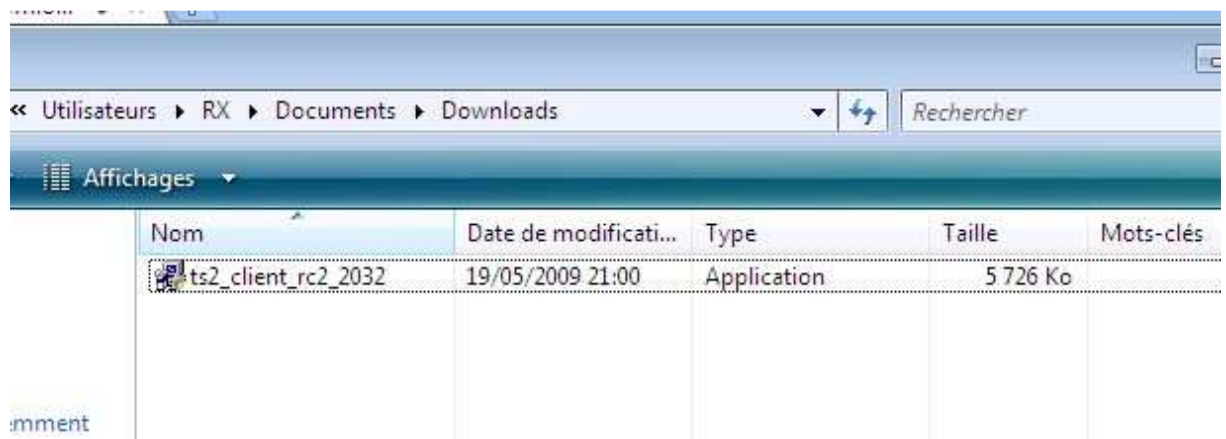 « Utilisateurs ▸ RX ▸ Documents ▸ Downloads Rechercher
Affichages
Nom Date de modificati... Type Taille Mots-clés
ts2_client_rc2_2032 19/05/2009 21:00 Application 5 726 Ko
emment